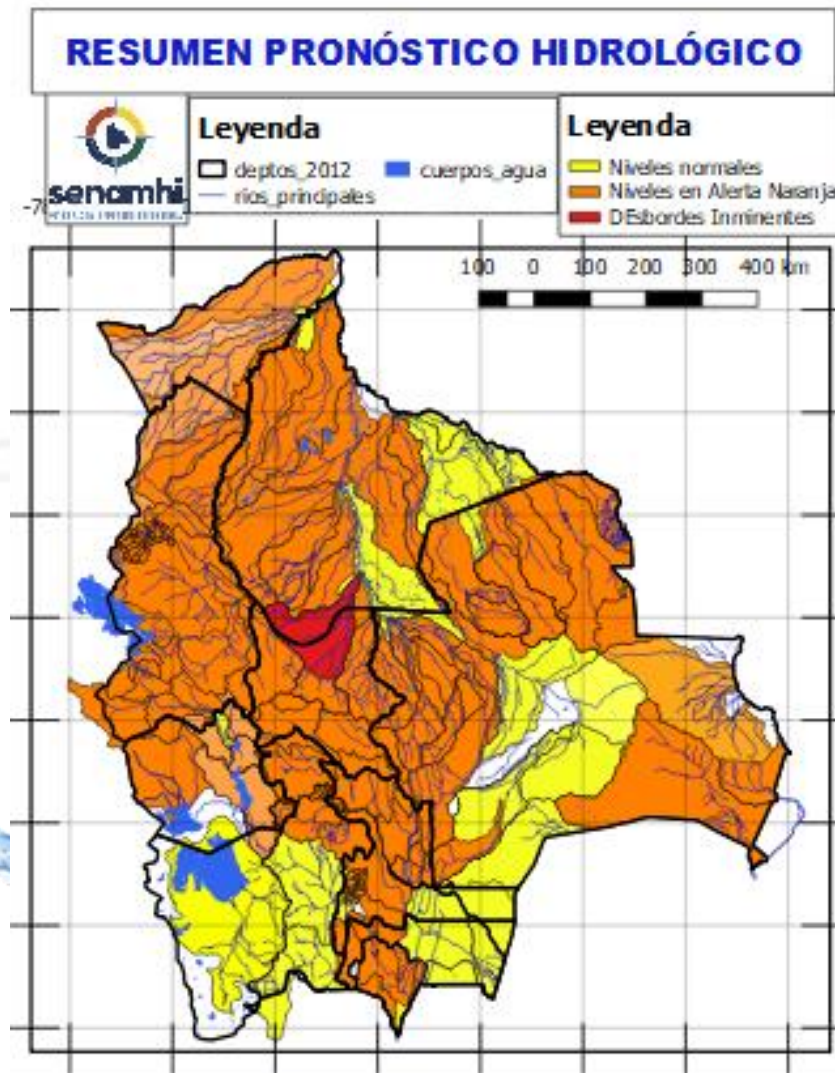 RESUMEN PRONÓSTICO HIDROLÓGICO
senamhi
Leyenda
deptos_2012
cuerpos_agua
rios_principales
Leyenda
Niveles normales
Niveles en Alerta Naranja
DEsbordes Inminentes
100 0 100 200 300 400 km